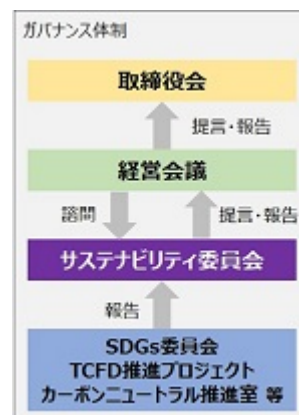 ガバナンス体制
取締役会
提言・報告
経営会議
諮問
提言・報告
サステナビリティ委員会
報告
SDGs委員会
TCFD推進プロジェクト
カーボンニュートラル推進室 等